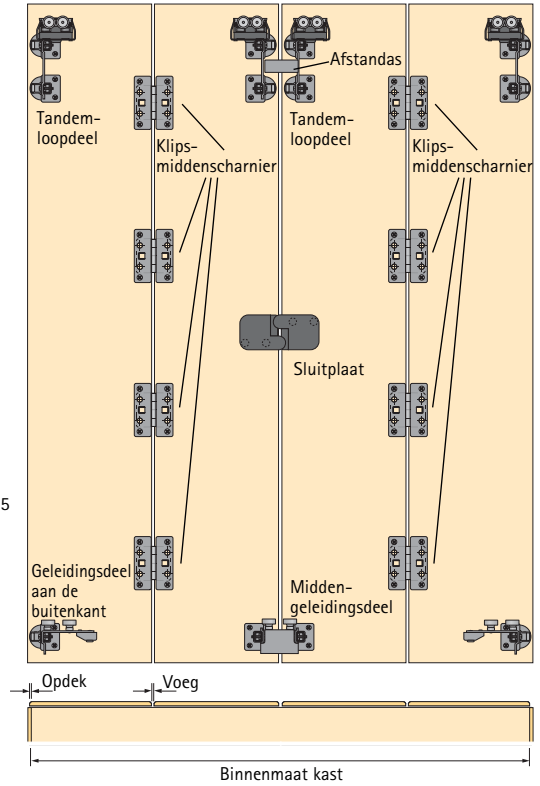 Afstandas
Tandem-
loopdeel
Klips-
middenscharnier
Tandem-
loopdeel
Klips-
middenscharnier
Sluitplaat
5
Geleidingsdeel
aan de
buitenkant
Midden-
geleidingsdeel
Opdek
Voeg
Binnenmaat kast